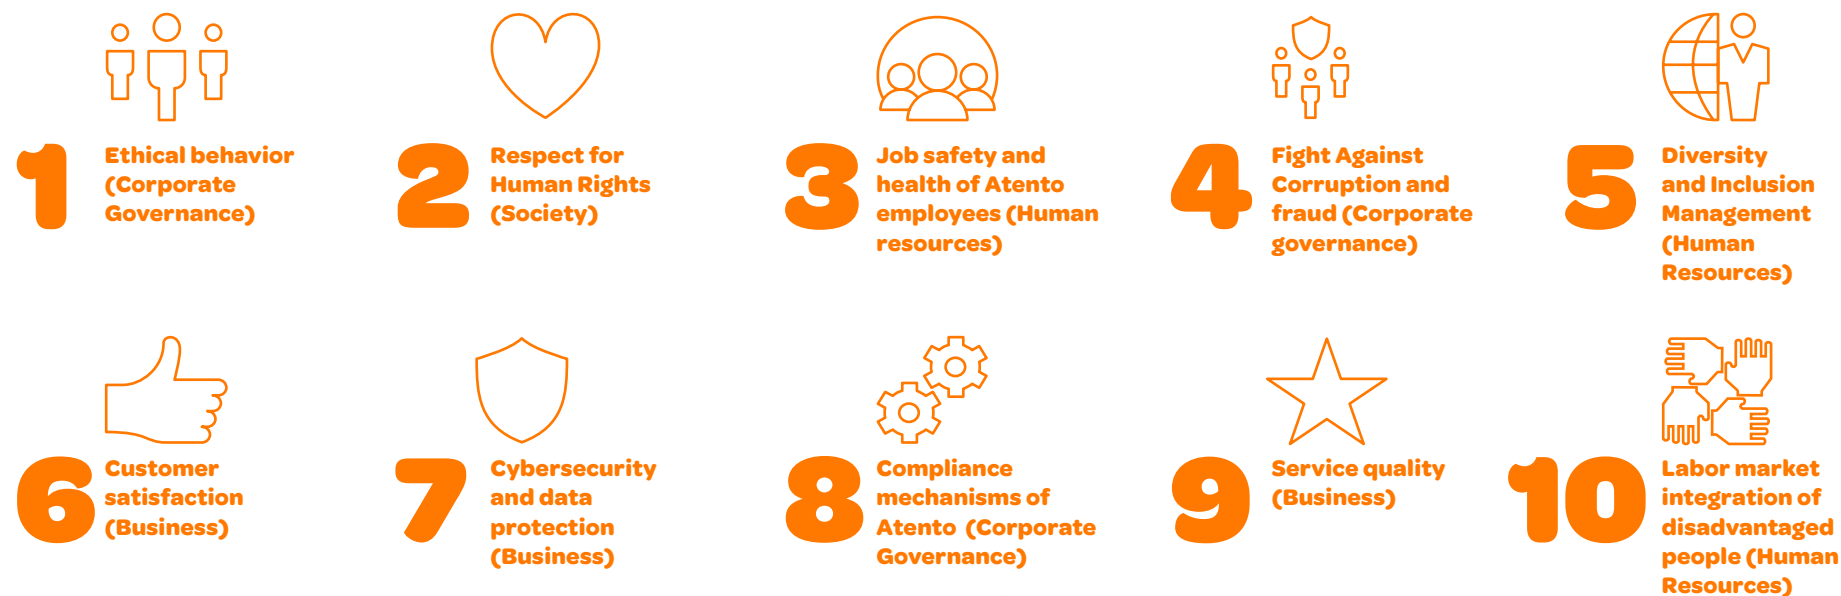 1
Ethical behavior
(Corporate
Governance)
2
Respect for
Human Rights
(Society)
3
Job safety and
health of Atento
employees (Human
resources)
4
Fight Against
Corruption and
fraud (Corporate
governance)
5
Diversity
and Inclusion
Management
(Human
Resources)
6
Customer
satisfaction
(Business)
7
Cybersecurity
and data
protection
(Business)
8
Compliance
mechanisms of
Atento (Corporate
Governance)
9
Service quality
(Business)
10
Labor market
integration of
disadvantaged
people (Human
Resources)